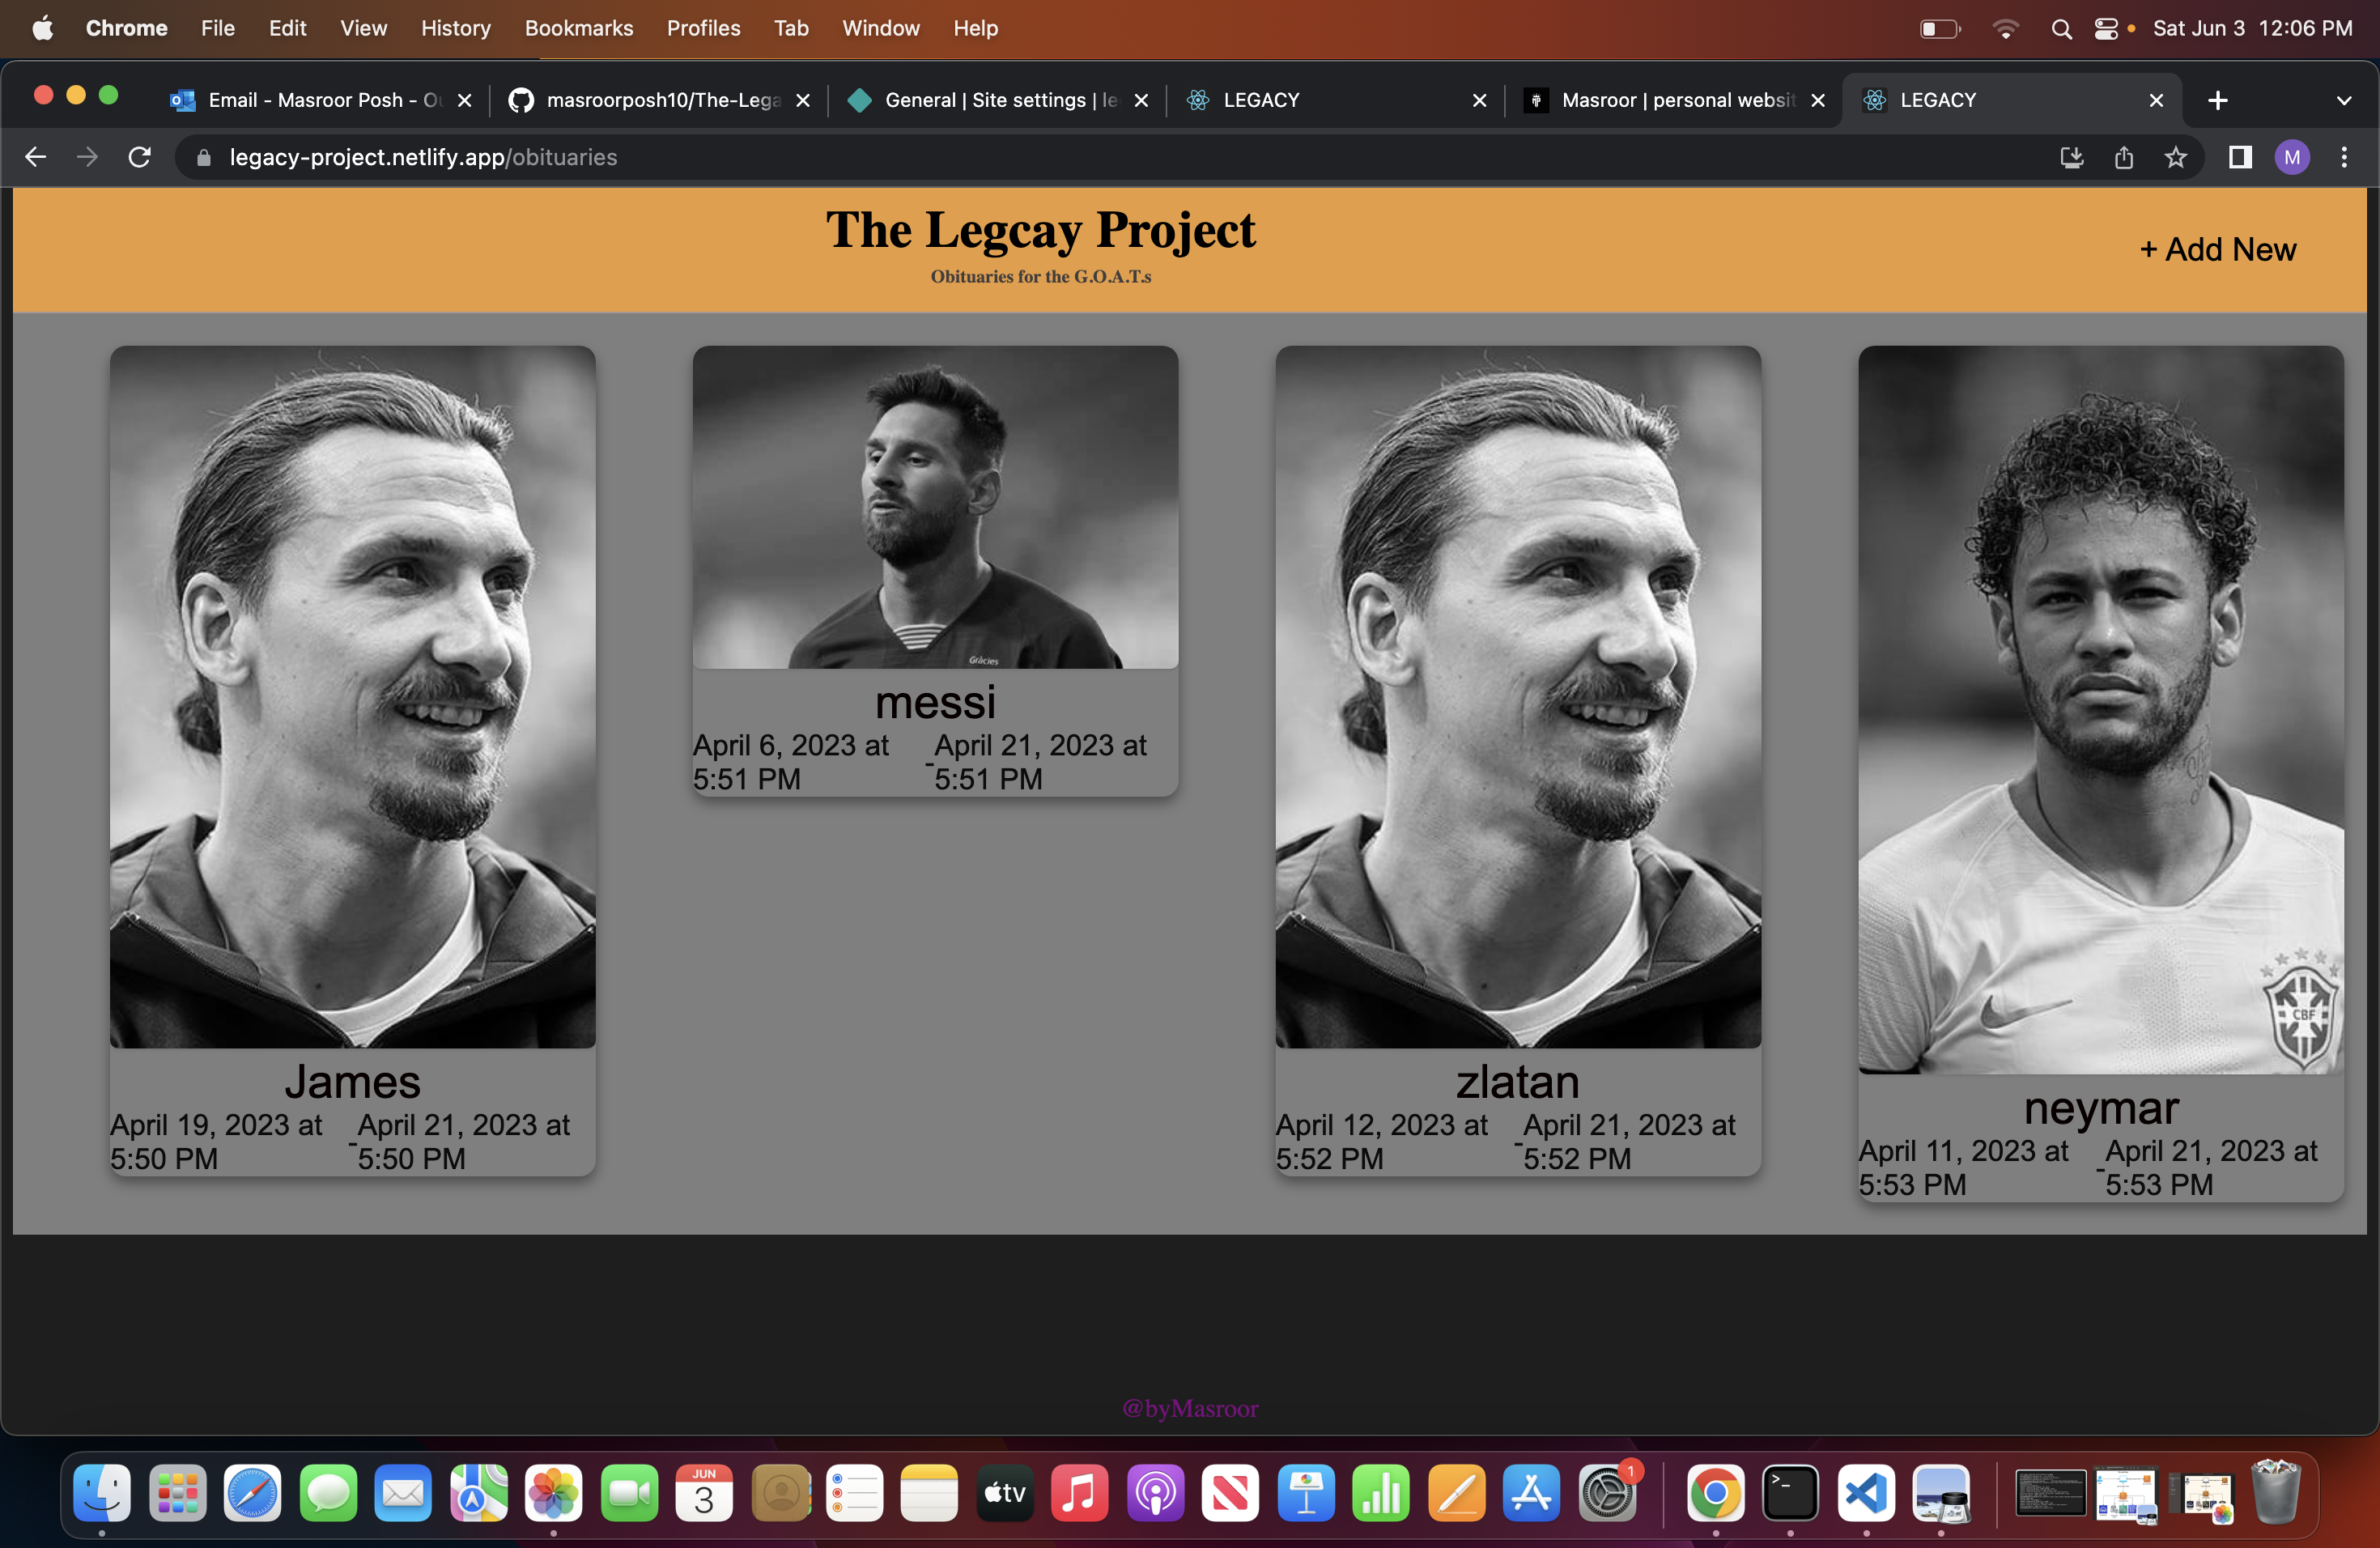 Chrome File Edit View History Bookmarks Profiles Tab Window Help Sat Jun 3 12:06 PM
Email - Masroor Posh - masroorposh10/The-Lega General | Site settings | le LEGACY Masroor | personal websit LEGACY
legacy-project.netlify.app/obituaries M
The Legcay Project
+ Add New
Obituaries for the G.O.A.T.s
Gràcies
messi
April 6, 2023 at
5:51 PM
-
April 21, 2023 at
5:51 PM
CBF
James
April 19, 2023 at
5:50 PM
-
April 21, 2023 at
5:50 PM
zlatan
April 12, 2023 at
5:52 PM
-
April 21, 2023 at
5:52 PM
neymar
April 11, 2023 at
5:53 PM
-
April 21, 2023 at
5:53 PM
@byMasroor
JUN
3
tv
1